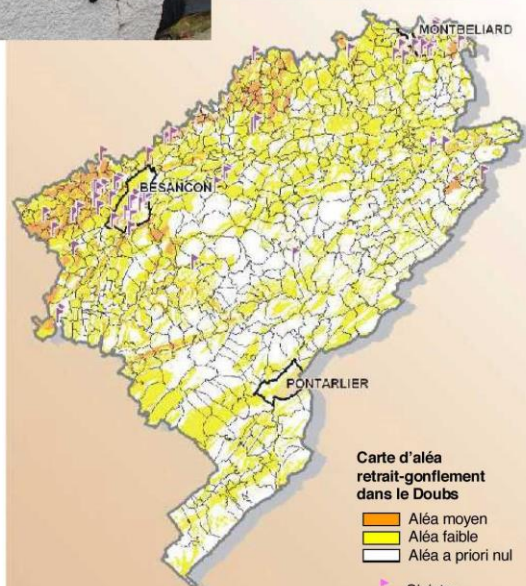 MONTBELIARD
BESANCON
PONTARLIER
Carte d'aléa
retrait-gonflement
dans le Doubs
Aléa moyen
Aléa faible
Aléa a priori nul